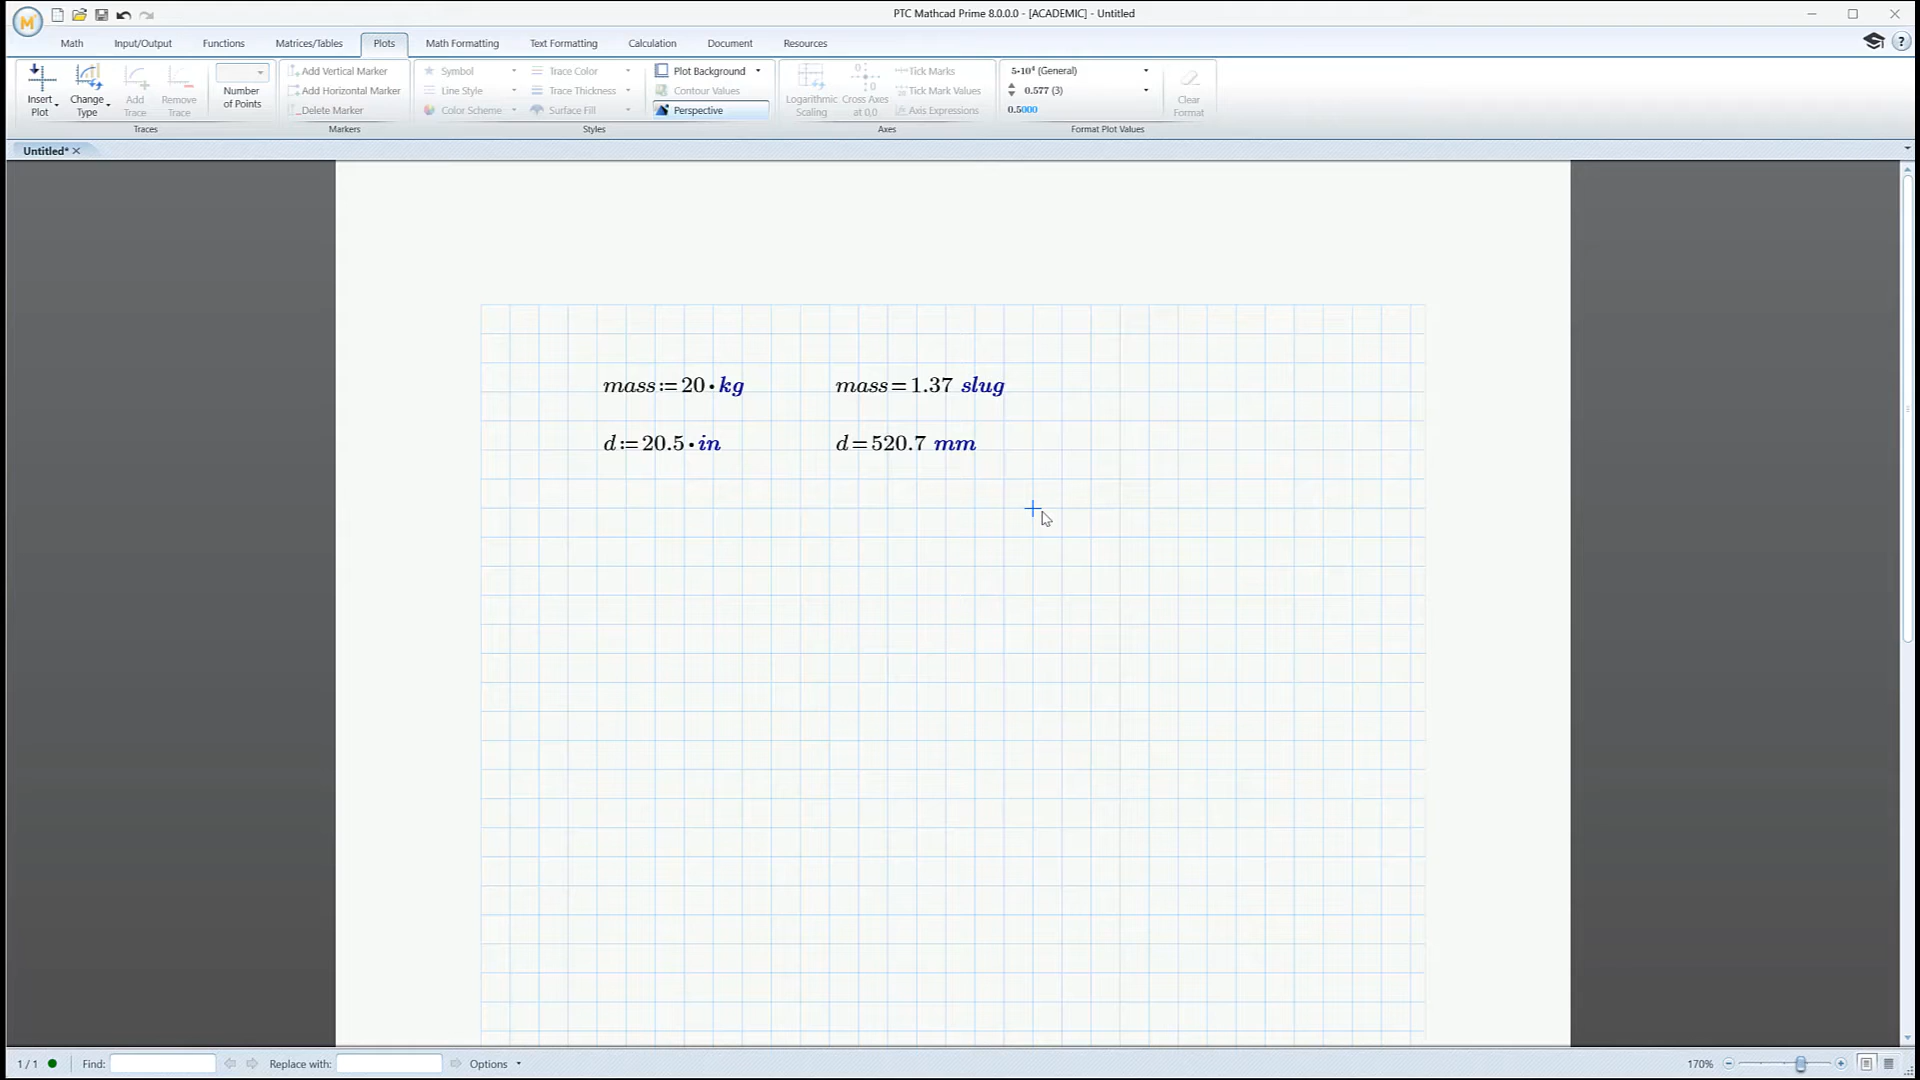 PTC Mathcad Prime 8.0.0.0 - [ACADEMIC] - Untitled
Math Input/Output Functions Matrices/Tables Plots Math Formatting Text Formatting Calculation Document Resources
Insert Plot
Change Type
Add Trace
Remove Trace
Number of Points
Traces
Add Vertical Marker
Add Horizontal Marker
Delete Marker
Markers
Symbol
Line Style
Color Scheme
Trace Color
Trace Thickness
Surface Fill
Plot Background
Contour Values
Perspective
Styles
Logarithmic Scaling
Cross Axes at 0,0
Tick Marks
Tick Mark Values
Axis Expressions
Axes
5•10⁴ (General)
0.577 (3)
0.5000
Clear Format
Format Plot Values
Untitled*
mass := 20 • kg
mass = 1.37 slug
d := 20.5 • in
d = 520.7 mm
1 / 1 Find: Replace with: Options 170%